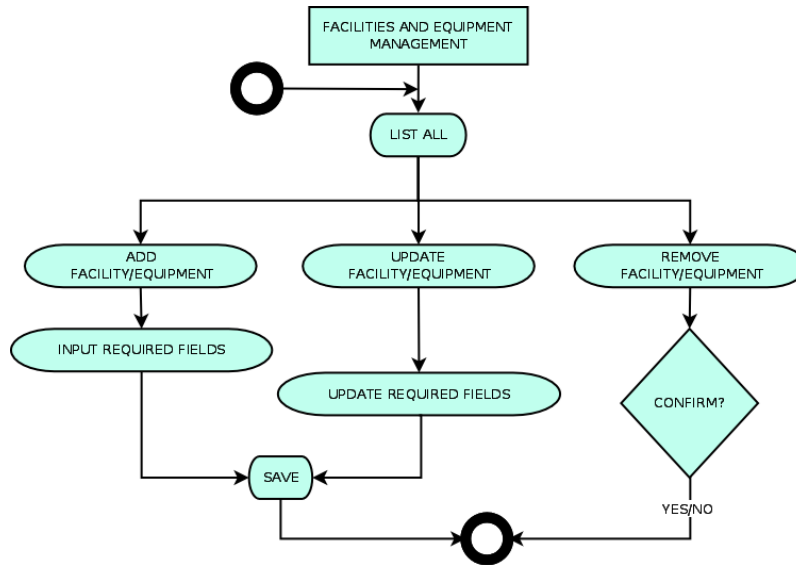 FACILITIES AND EQUIPMENT
MANAGEMENT
LIST ALL
ADD
FACILITY/EQUIPMENT
UPDATE
FACILITY/EQUIPMENT
REMOVE
FACILITY/EQUIPMENT
INPUT REQUIRED FIELDS
UPDATE REQUIRED FIELDS
CONFIRM?
SAVE
YES/NO